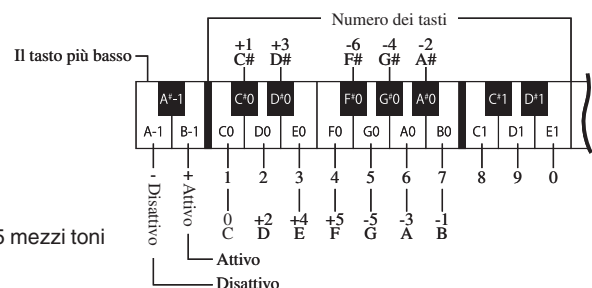 Numero dei tasti
Il tasto più basso
+1 +3 -6 -4 -2
C# D# F# G# A#
A#-1 C#0 D#0 F#0 G#0 A#0 C#1 D#1
A-1 B-1 C0 D0 E0 F0 G0 A0 B0 C1 D1 E1
- Disattivo
+ Attivo
1 2 3 4 5 6 7 8 9 0
0 +2 +4 +5 -5 -3 -1
C D E F G A B
5 mezzi toni
Attivo
Disattivo